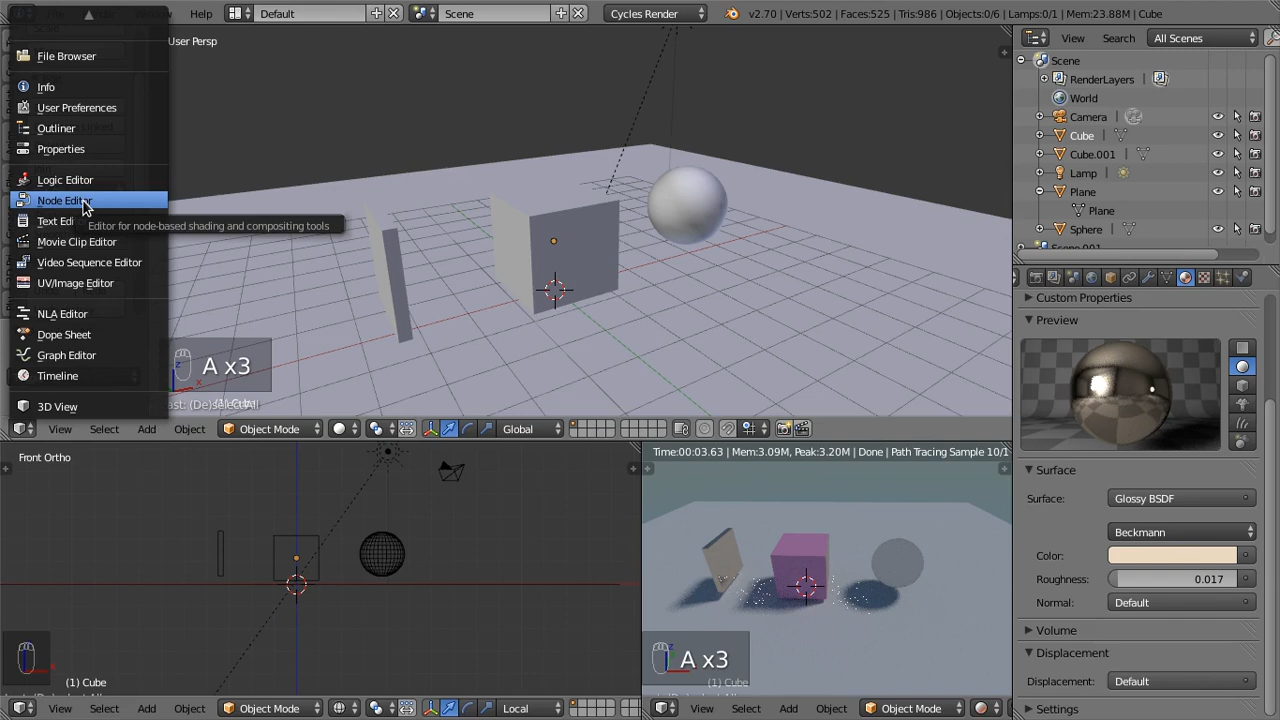 Help
Default
Scene
Cycles Render
v2.70 | Verts:502 | Faces:525 | Tris:986 | Objects:0/6 | Lamps:0/1 | Mem:23.88M | Cube
User Persp
File Browser
Info
User Preferences
Outliner
Properties
Logic Editor
Node Editor
Text Edi
Editor for node-based shading and compositing tools
Movie Clip Editor
Video Sequence Editor
UV/Image Editor
NLA Editor
Dope Sheet
Graph Editor
Timeline
3D View
A x3
(1) Cube
View
Select
Add
Object
Object Mode
Global
View
Search
All Scenes
Scene
RenderLayers
World
Camera
Cube
Cube.001
Lamp
Plane
Plane
Sphere
Custom Properties
Preview
Surface
Surface:
Glossy BSDF
Beckmann
Color:
Roughness:
0.017
Normal:
Default
Volume
Displacement
Displacement:
Default
Settings
Front Ortho
(1) Cube
View
Select
Add
Object
Object Mode
Local
Time:00:03.63 | Mem:3.09M, Peak:3.20M | Done | Path Tracing Sample 10/1
A x3
(1) Cube
View
Select
Add
Object
Object Mode